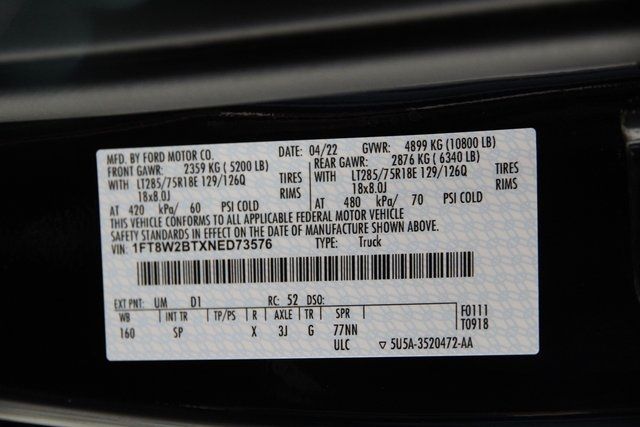 MFD. BY FORD MOTOR CO. DATE: 04/22 GVWR: 4899 KG (10800 LB)
FRONT GAWR: 2359 KG ( 5200 LB) REAR GAWR: 2876 KG ( 6340 LB)
WITH LT285/75R18E 129/126Q TIRES WITH LT285/75R18E 129/126Q TIRES
18x8.0J RIMS 18x8.0J RIMS
AT 420 kPa/ 60 PSI COLD AT 480 kPa/ 70 PSI COLD
THIS VEHICLE CONFORMS TO ALL APPLICABLE FEDERAL MOTOR VEHICLE
SAFETY STANDARDS IN EFFECT ON THE DATE OF MANUFACTURE SHOWN ABOVE.
VIN: 1FT8W2BTXNED73576 TYPE: Truck
EXT PNT: UM D1 RC: 52 DSO: F0111
WB INT TR TP/PS R AXLE TR SPR T0918
160 SP X 3J G 77NN
ULC ▽ 5U5A-3520472-AA